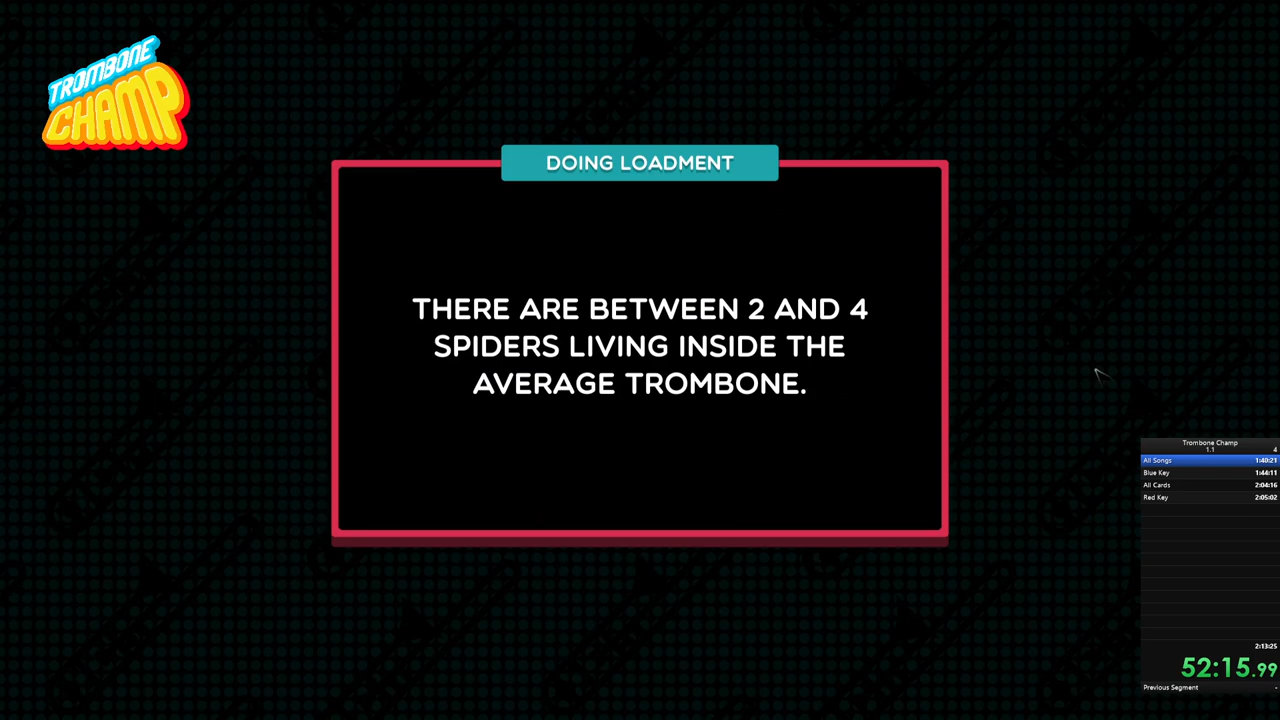 TROMBONE
CHAMP
DOING LOADMENT
THERE ARE BETWEEN 2 AND 4
SPIDERS LIVING INSIDE THE
AVERAGE TROMBONE.
Trombone Champ
1.1 4
All Songs 1:40:21
Blue Key 1:44:11
All Cards 2:04:16
Red Key 2:05:02
2:13:25
52:15.99
Previous Segment -